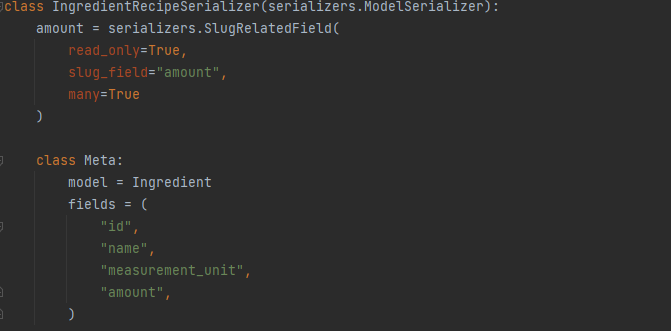 class IngredientRecipeSerializer(serializers.ModelSerializer):
    amount = serializers.SlugRelatedField(
        read_only=True,
        slug_field="amount",
        many=True
    )

    class Meta:
        model = Ingredient
        fields = (
            "id",
            "name",
            "measurement_unit",
            "amount",
        )